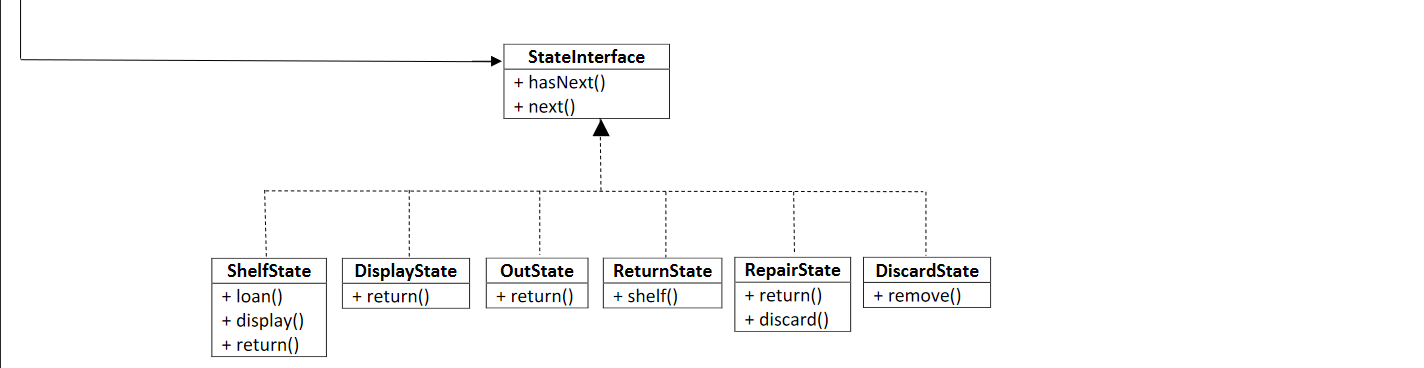 StateInterface
+ hasNext()
+ next()
ShelfState
+ loan()
+ display()
+ return()
DisplayState
+ return()
OutState
+ return()
ReturnState
+ shelf()
RepairState
+ return()
+ discard()
DiscardState
+ remove()